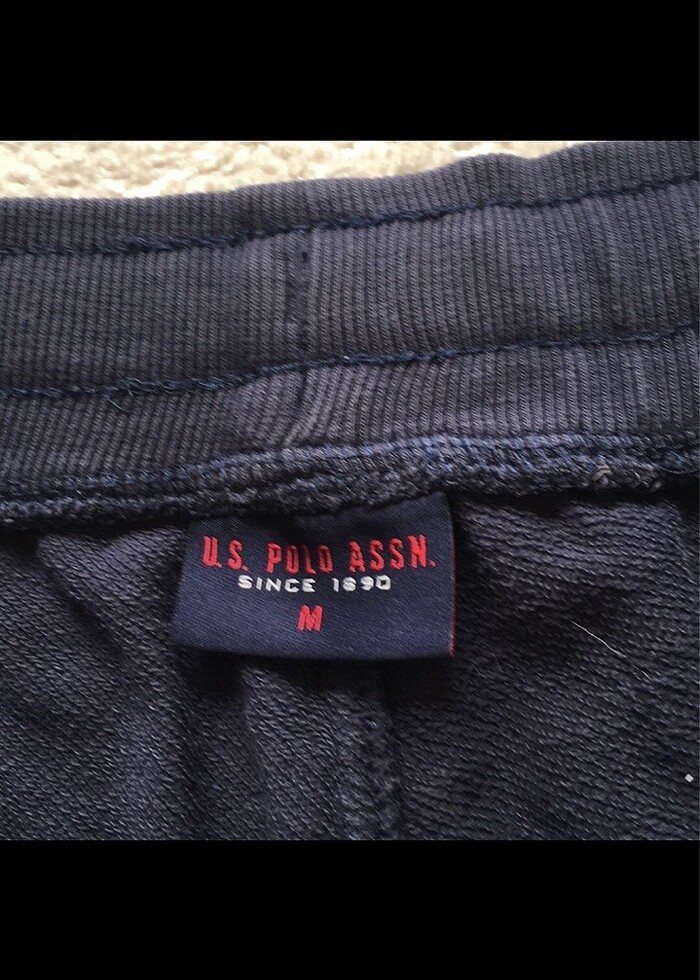 U.S. POLO ASSN.
SINCE 1890
M